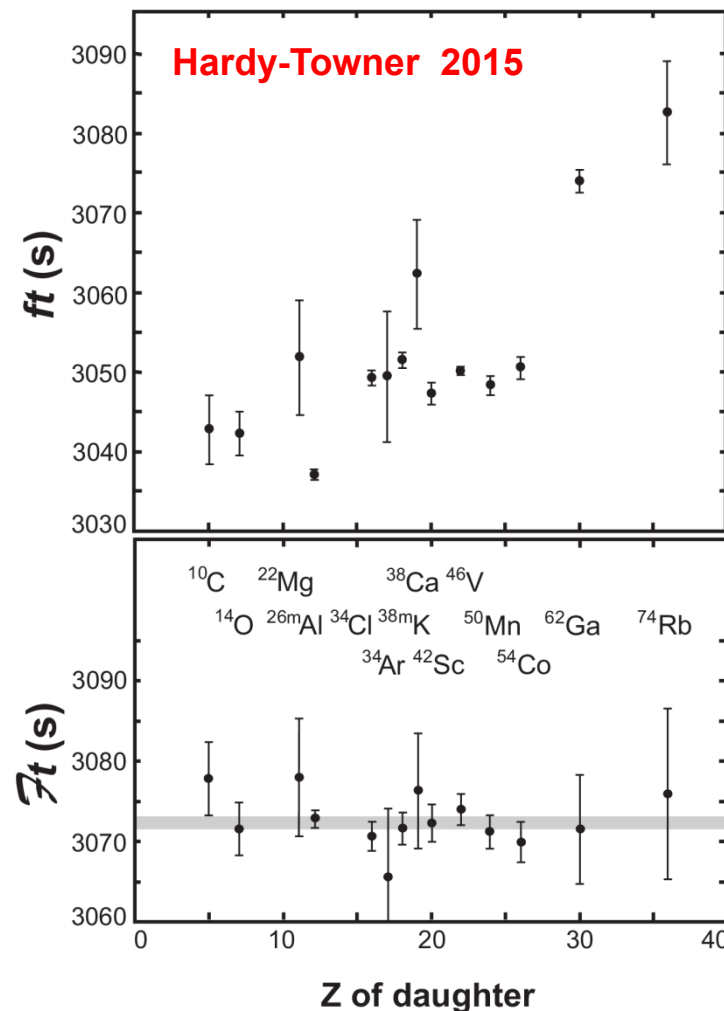 Hardy-Towner 2015
3090
3080
3070
3060
3050
3040
3030
ft (s)
¹⁰C ²²Mg ³⁸Ca ⁴⁶V
¹⁴O ²⁶ᵐAl ³⁴Cl ³⁸ᵐK ⁵⁰Mn ⁶²Ga ⁷⁴Rb
³⁴Ar ⁴²Sc ⁵⁴Co
3090
3080
3070
3060
ℱt (s)
0 10 20 30 40
Z of daughter